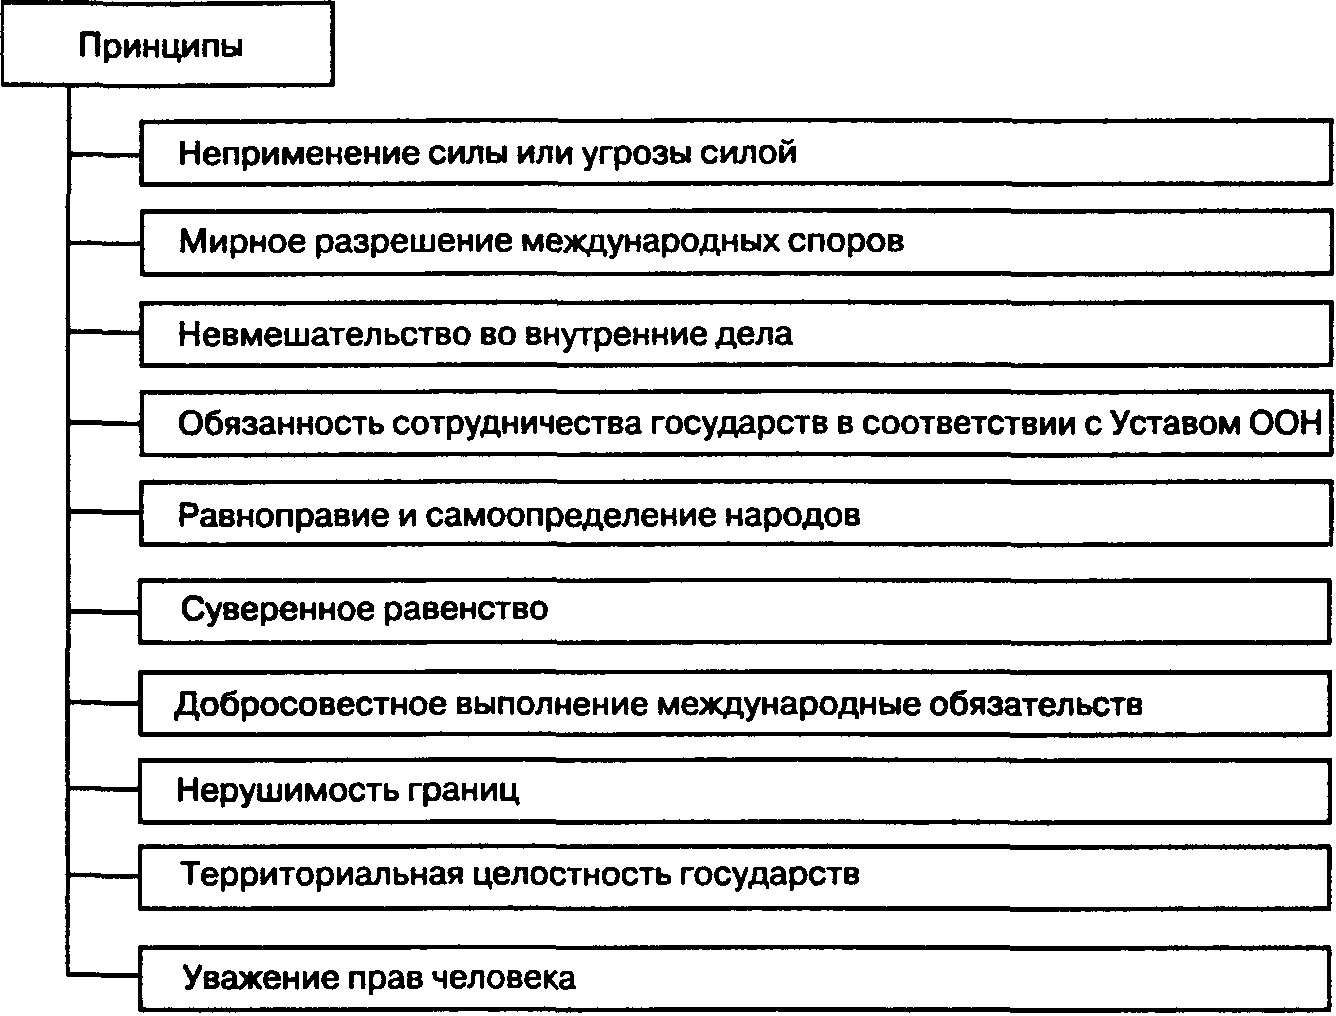 Принципы
Неприменение силы или угрозы силой
Мирное разрешение международных споров
Невмешательство во внутренние дела
Обязанность сотрудничества государств в соответствии с Уставом ООН
Равноправие и самоопределение народов
Суверенное равенство
Добросовестное выполнение международных обязательств
Нерушимость границ
Территориальная целостность государств
Уважение прав человека